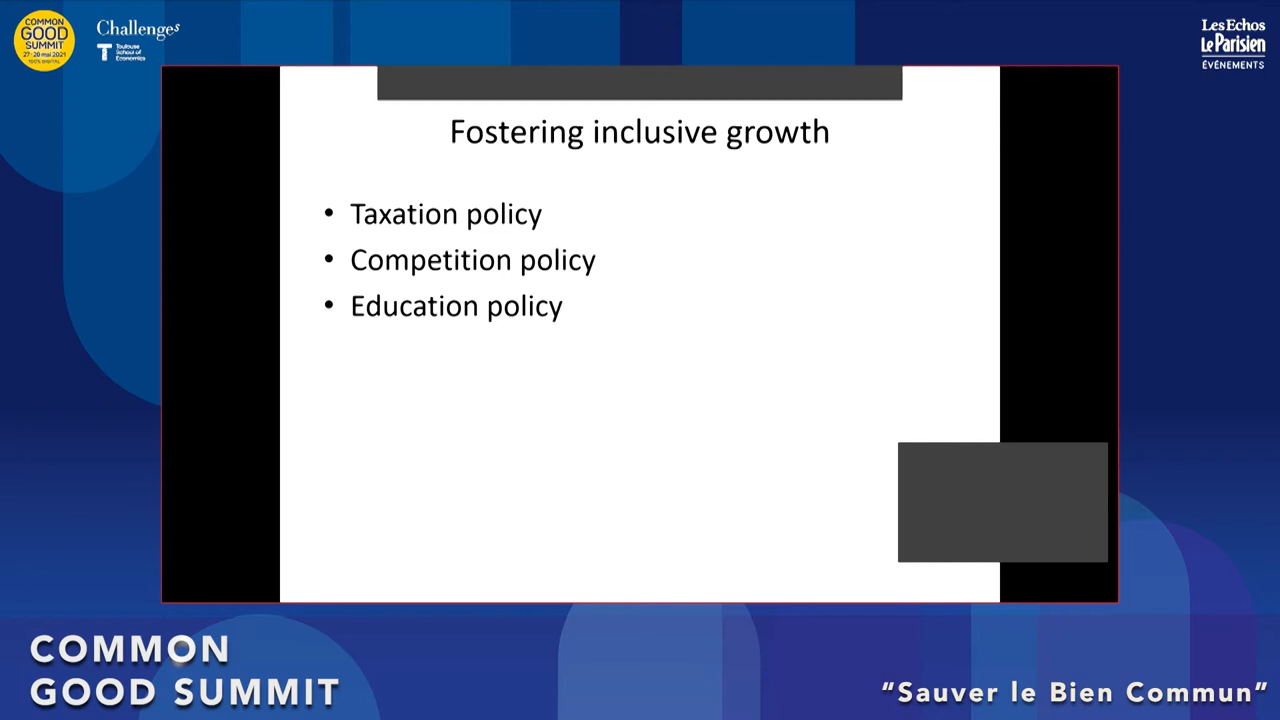 COMMON
GOOD
SUMMIT
27-28 mai 2021
100% DIGITAL
Challenges
Toulouse
School of
Economics
Les Echos
Le Parisien
ÉVÉNEMENTS
Fostering inclusive growth
• Taxation policy
• Competition policy
• Education policy
COMMON
GOOD SUMMIT
“Sauver le Bien Commun”